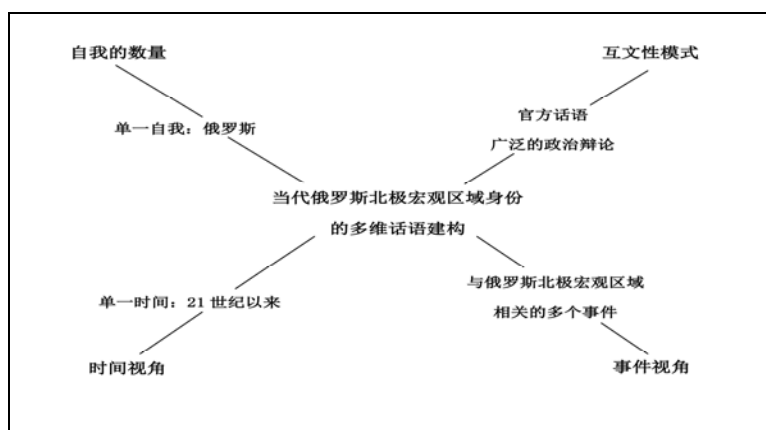 自我的数量
互文性模式
单一自我：俄罗斯
官方话语
广泛的政治辩论
当代俄罗斯北极宏观区域身份
的多维话语建构
单一时间：21 世纪以来
与俄罗斯北极宏观区域
相关的多个事件
时间视角
事件视角